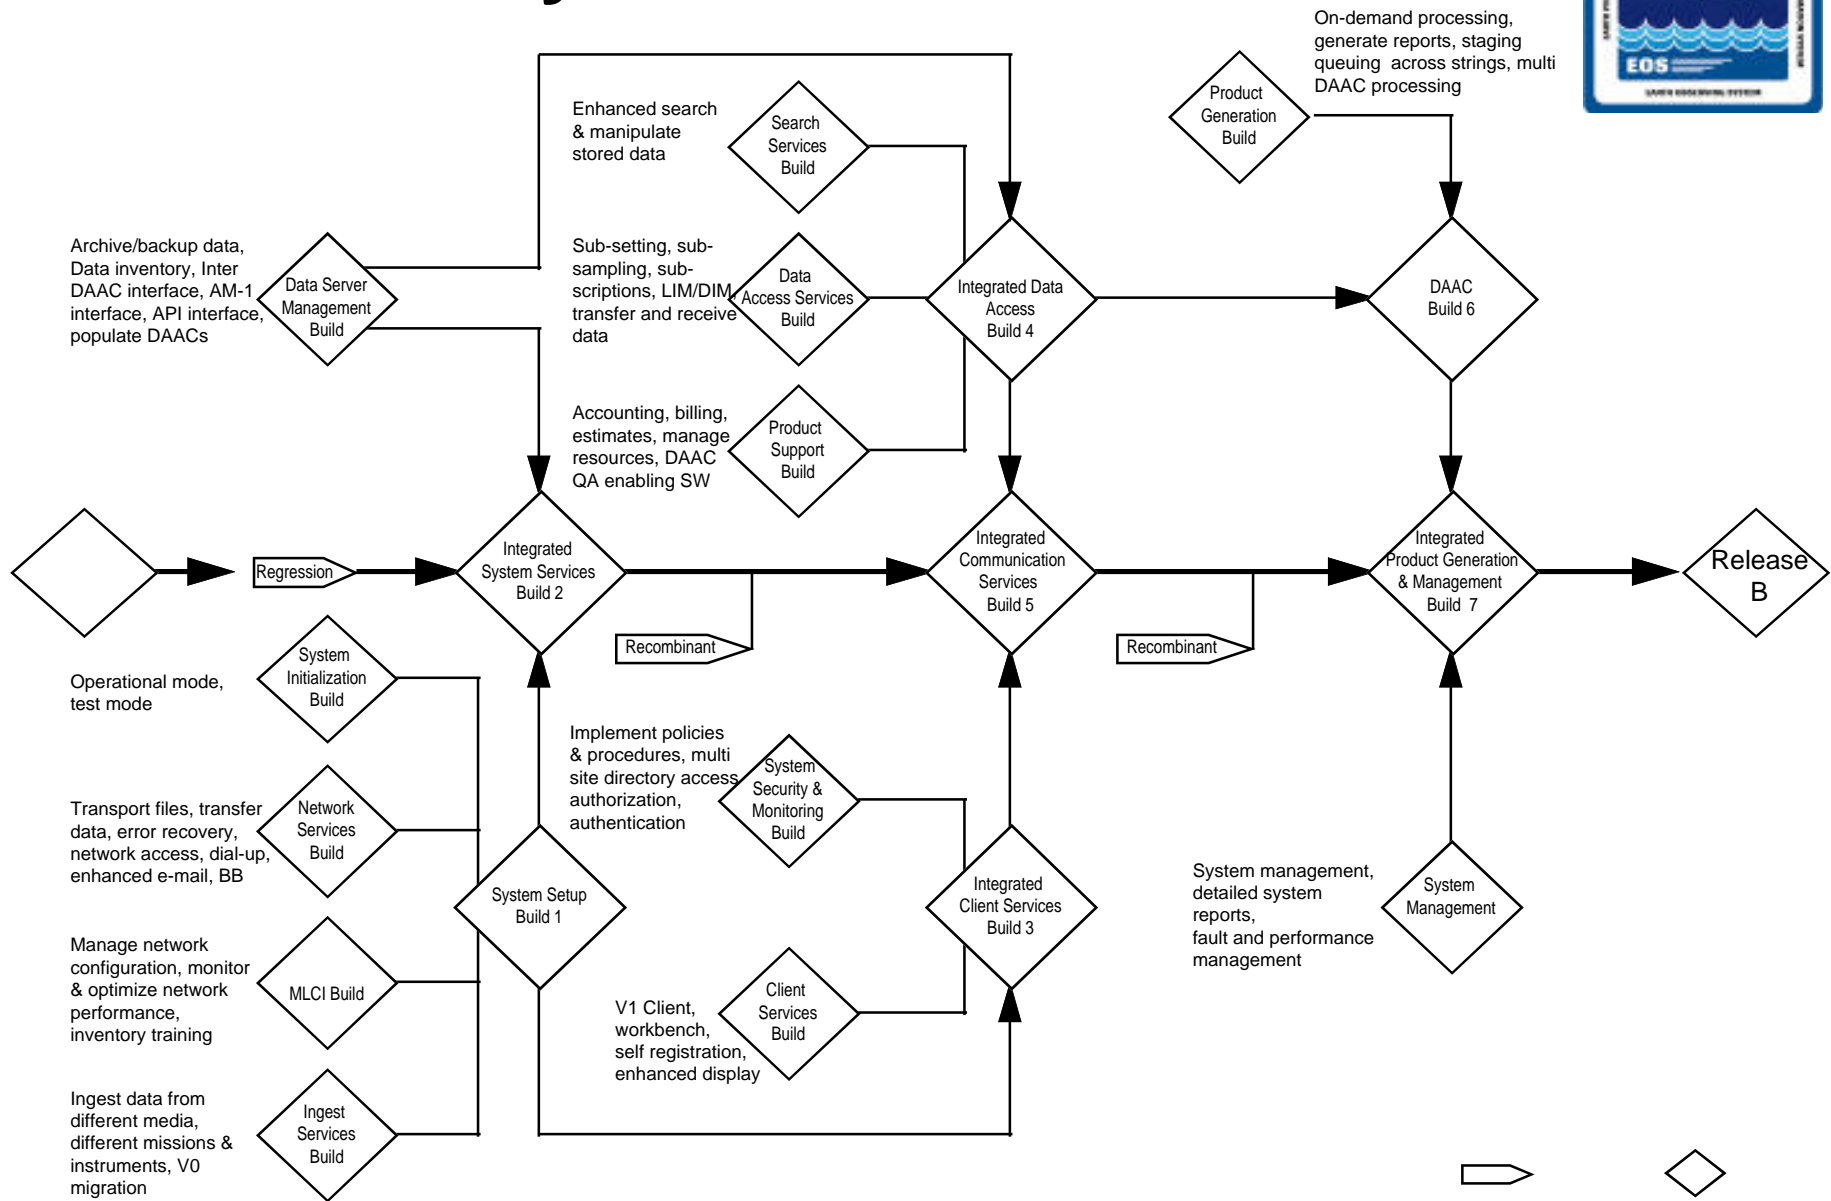 On-demand processing,
generate reports, staging
queuing across strings, multi
DAAC processing
Product
Generation
Build
EOS
EARTH OBSERVING SYSTEM
Enhanced search
& manipulate
stored data
Search
Services
Build
Archive/backup data,
Data inventory, Inter
DAAC interface, AM-1
interface, API interface,
populate DAACs
Data Server
Management
Build
Sub-setting, sub-
sampling, sub-
scriptions, LIM/DIM,
transfer and receive
data
Data
Access Services
Build
Integrated Data
Access
Build 4
DAAC
Build 6
Accounting, billing,
estimates, manage
resources, DAAC
QA enabling SW
Product
Support
Build
Regression
Integrated
System Services
Build 2
Integrated
Communication
Services
Build 5
Integrated
Product Generation
& Management
Build 7
Release
B
Recombinant
Recombinant
Operational mode,
test mode
System
Initialization
Build
Implement policies
& procedures, multi
site directory access
authorization,
authentication
System
Security &
Monitoring
Build
Transport files, transfer
data, error recovery,
network access, dial-up,
enhanced e-mail, BB
Network
Services
Build
System Setup
Build 1
Integrated
Client Services
Build 3
System management,
detailed system
reports,
fault and performance
management
System
Management
Manage network
configuration, monitor
& optimize network
performance,
inventory training
MLCI Build
V1 Client,
workbench,
self registration,
enhanced display
Client
Services
Build
Ingest data from
different media,
different missions &
instruments, V0
migration
Ingest
Services
Build